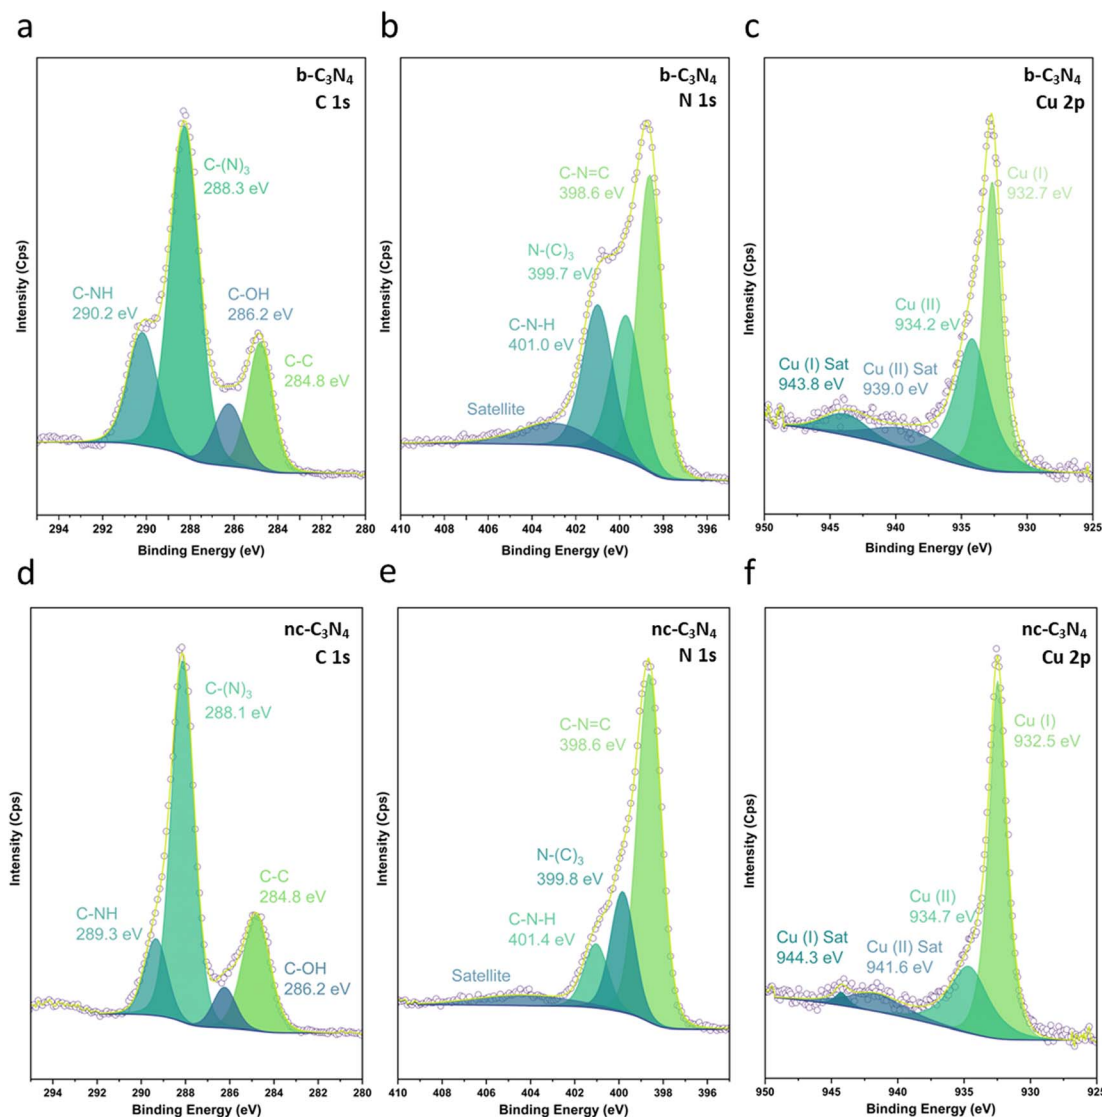 a
b-C₃N₄
C 1s
C-(N)₃
288.3 eV
C-NH
290.2 eV
C-OH
286.2 eV
C-C
284.8 eV
Intensity (Cps)
294 292 290 288 286 284 282 280
Binding Energy (eV)
b
b-C₃N₄
N 1s
C-N=C
398.6 eV
N-(C)₃
399.7 eV
C-N-H
401.0 eV
Satellite
Intensity (Cps)
410 408 406 404 402 400 398 396
Binding Energy (eV)
c
b-C₃N₄
Cu 2p
Cu (I)
932.7 eV
Cu (II)
934.2 eV
Cu (I) Sat
943.8 eV
Cu (II) Sat
939.0 eV
Intensity (Cps)
950 945 940 935 930 925
Binding Energy (eV)
d
nc-C₃N₄
C 1s
C-(N)₃
288.1 eV
C-C
284.8 eV
C-NH
289.3 eV
C-OH
286.2 eV
Intensity (Cps)
294 292 290 288 286 284 282 280
Binding Energy (eV)
e
nc-C₃N₄
N 1s
C-N=C
398.6 eV
N-(C)₃
399.8 eV
C-N-H
401.4 eV
Satellite
Intensity (Cps)
410 408 406 404 402 400 398 396
Binding Energy (eV)
f
nc-C₃N₄
Cu 2p
Cu (I)
932.5 eV
Cu (II)
934.7 eV
Cu (I) Sat
944.3 eV
Cu (II) Sat
941.6 eV
Intensity (Cps)
950 945 940 935 930 925
Binding Energy (eV)